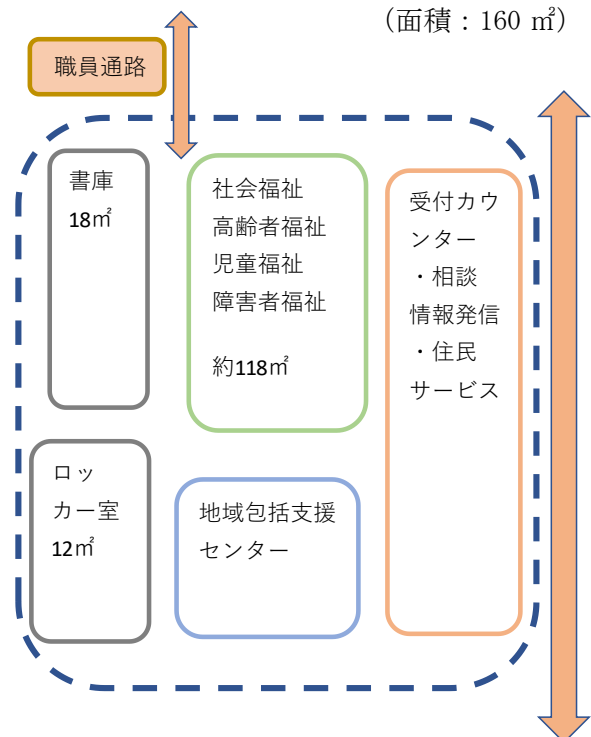 （面積：160 ㎡）
職員通路
書庫
18㎡
社会福祉
高齢者福祉
児童福祉
障害者福祉
約118㎡
受付カウ
ンター
・相談
情報発信
・住民
サービス
ロッ
カー室
12㎡
地域包括支援
センター